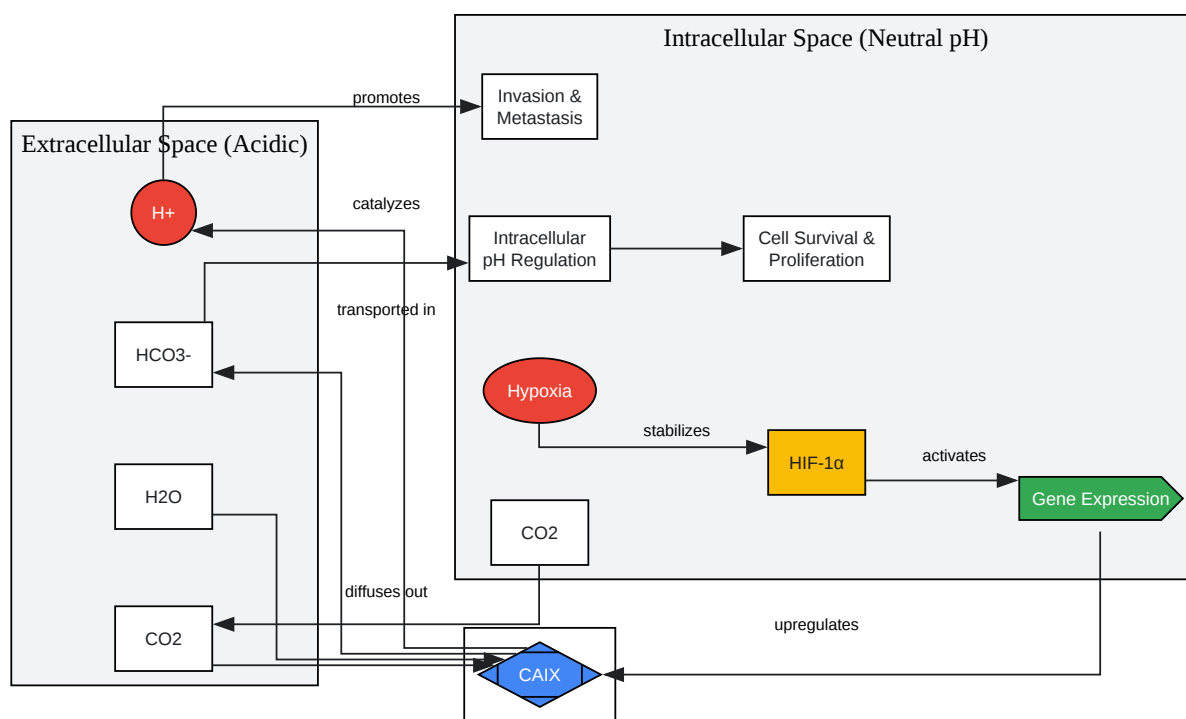 Intracellular Space (Neutral pH)
promotes
Invasion &
Metastasis
Extracellular Space (Acidic)
H+
catalyzes
Intracellular
pH Regulation
Cell Survival &
Proliferation
transported in
HCO3-
Hypoxia
stabilizes
HIF-1α
activates
H2O
Gene Expression
CO2
diffuses out
CO2
upregulates
CAIX